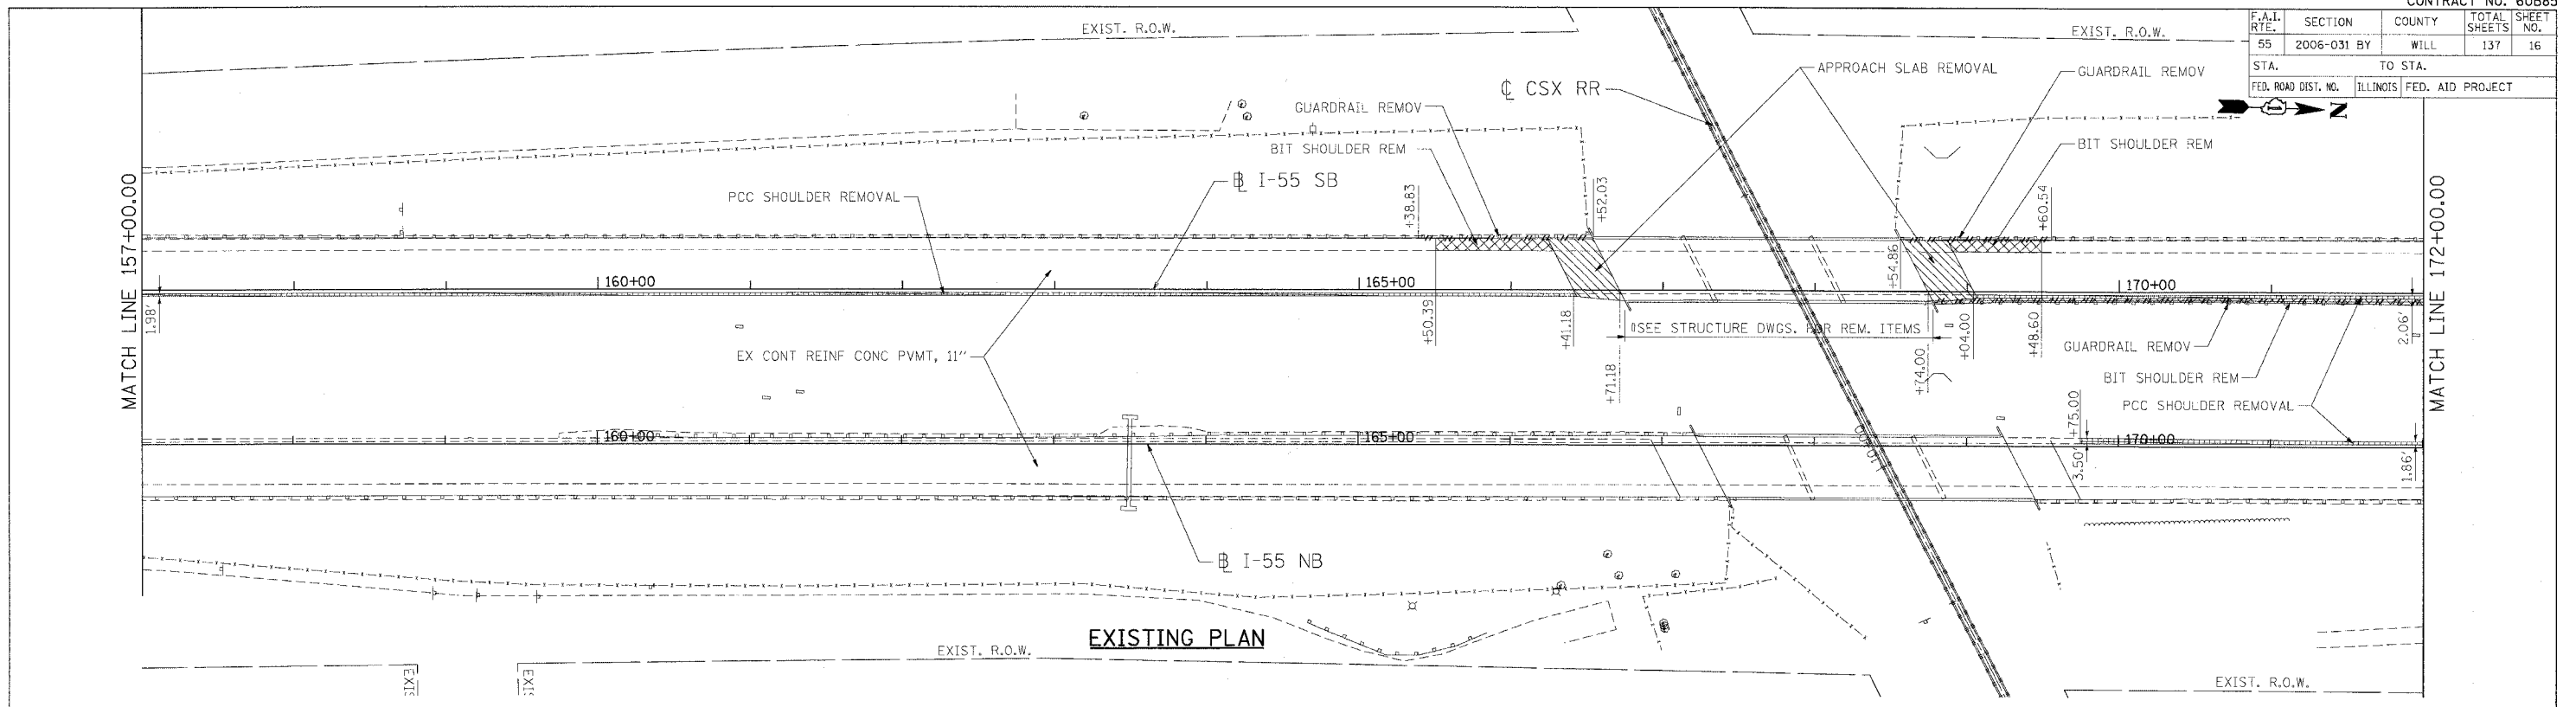 CONTRACT NO. 60B85
F.A.I. RTE. SECTION COUNTY TOTAL SHEETS SHEET NO.
55 2006-031 BY WILL 137 16
STA. TO STA.
FED. ROAD DIST. NO. ILLINOIS FED. AID PROJECT
N
EXIST. R.O.W.
EXIST. R.O.W.
℄ CSX RR
APPROACH SLAB REMOVAL
GUARDRAIL REMOV
GUARDRAIL REMOV
BIT SHOULDER REM
BIT SHOULDER REM
PCC SHOULDER REMOVAL
B I-55 SB
+38.83
+52.03
+60.54
+54.86
MATCH LINE 157+00.00
MATCH LINE 172+00.00
160+00
165+00
170+00
1.98'
+50.39
+41.18
+71.18
SEE STRUCTURE DWGS. FOR REM. ITEMS
+74.00
+04.00
+48.60
2.06'
GUARDRAIL REMOV
BIT SHOULDER REM
PCC SHOULDER REMOVAL
EX CONT REINF CONC PVMT, 11"
160+00
165+00
170+00
+75.00
3.50'
1.86'
B I-55 NB
EXISTING PLAN
EXIST. R.O.W.
EXIST. R.O.W.
EXIS
EXIS